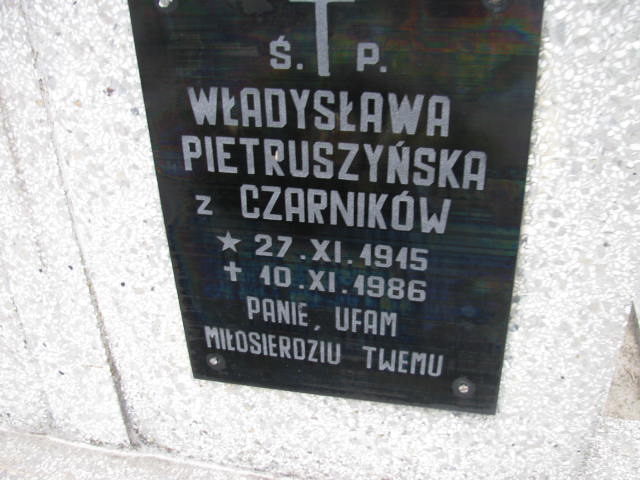 Ś. P.
WŁADYSŁAWA
PIETRUSZYŃSKA
z CZARNIKÓW
★ 27.XI.1915
✝ 10.XI.1986
PANIE, UFAM
MIŁOSIERDZIU TWEMU